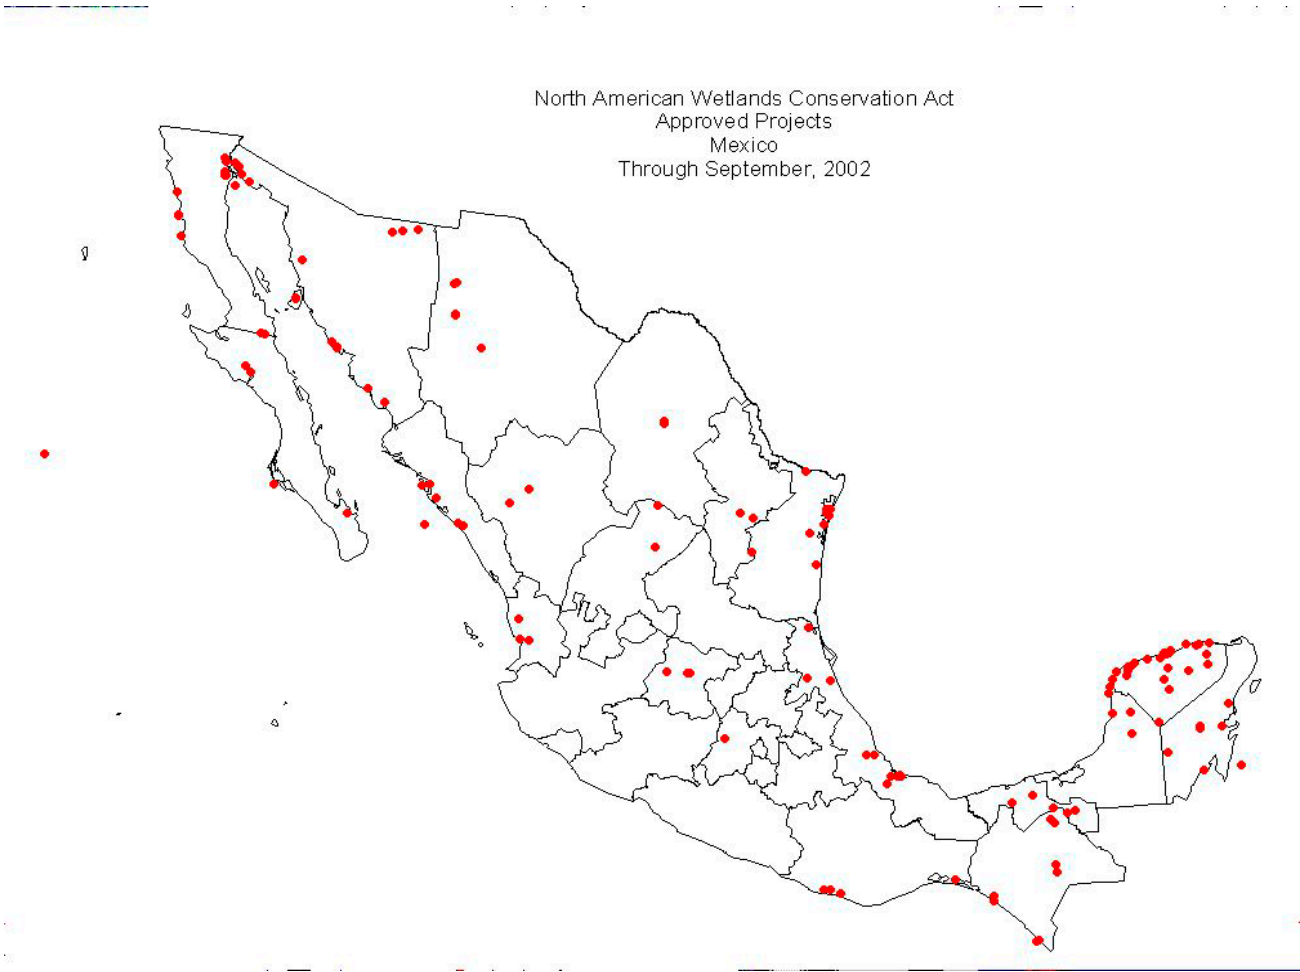 North American Wetlands Conservation Act
Approved Projects
Mexico
Through September, 2002